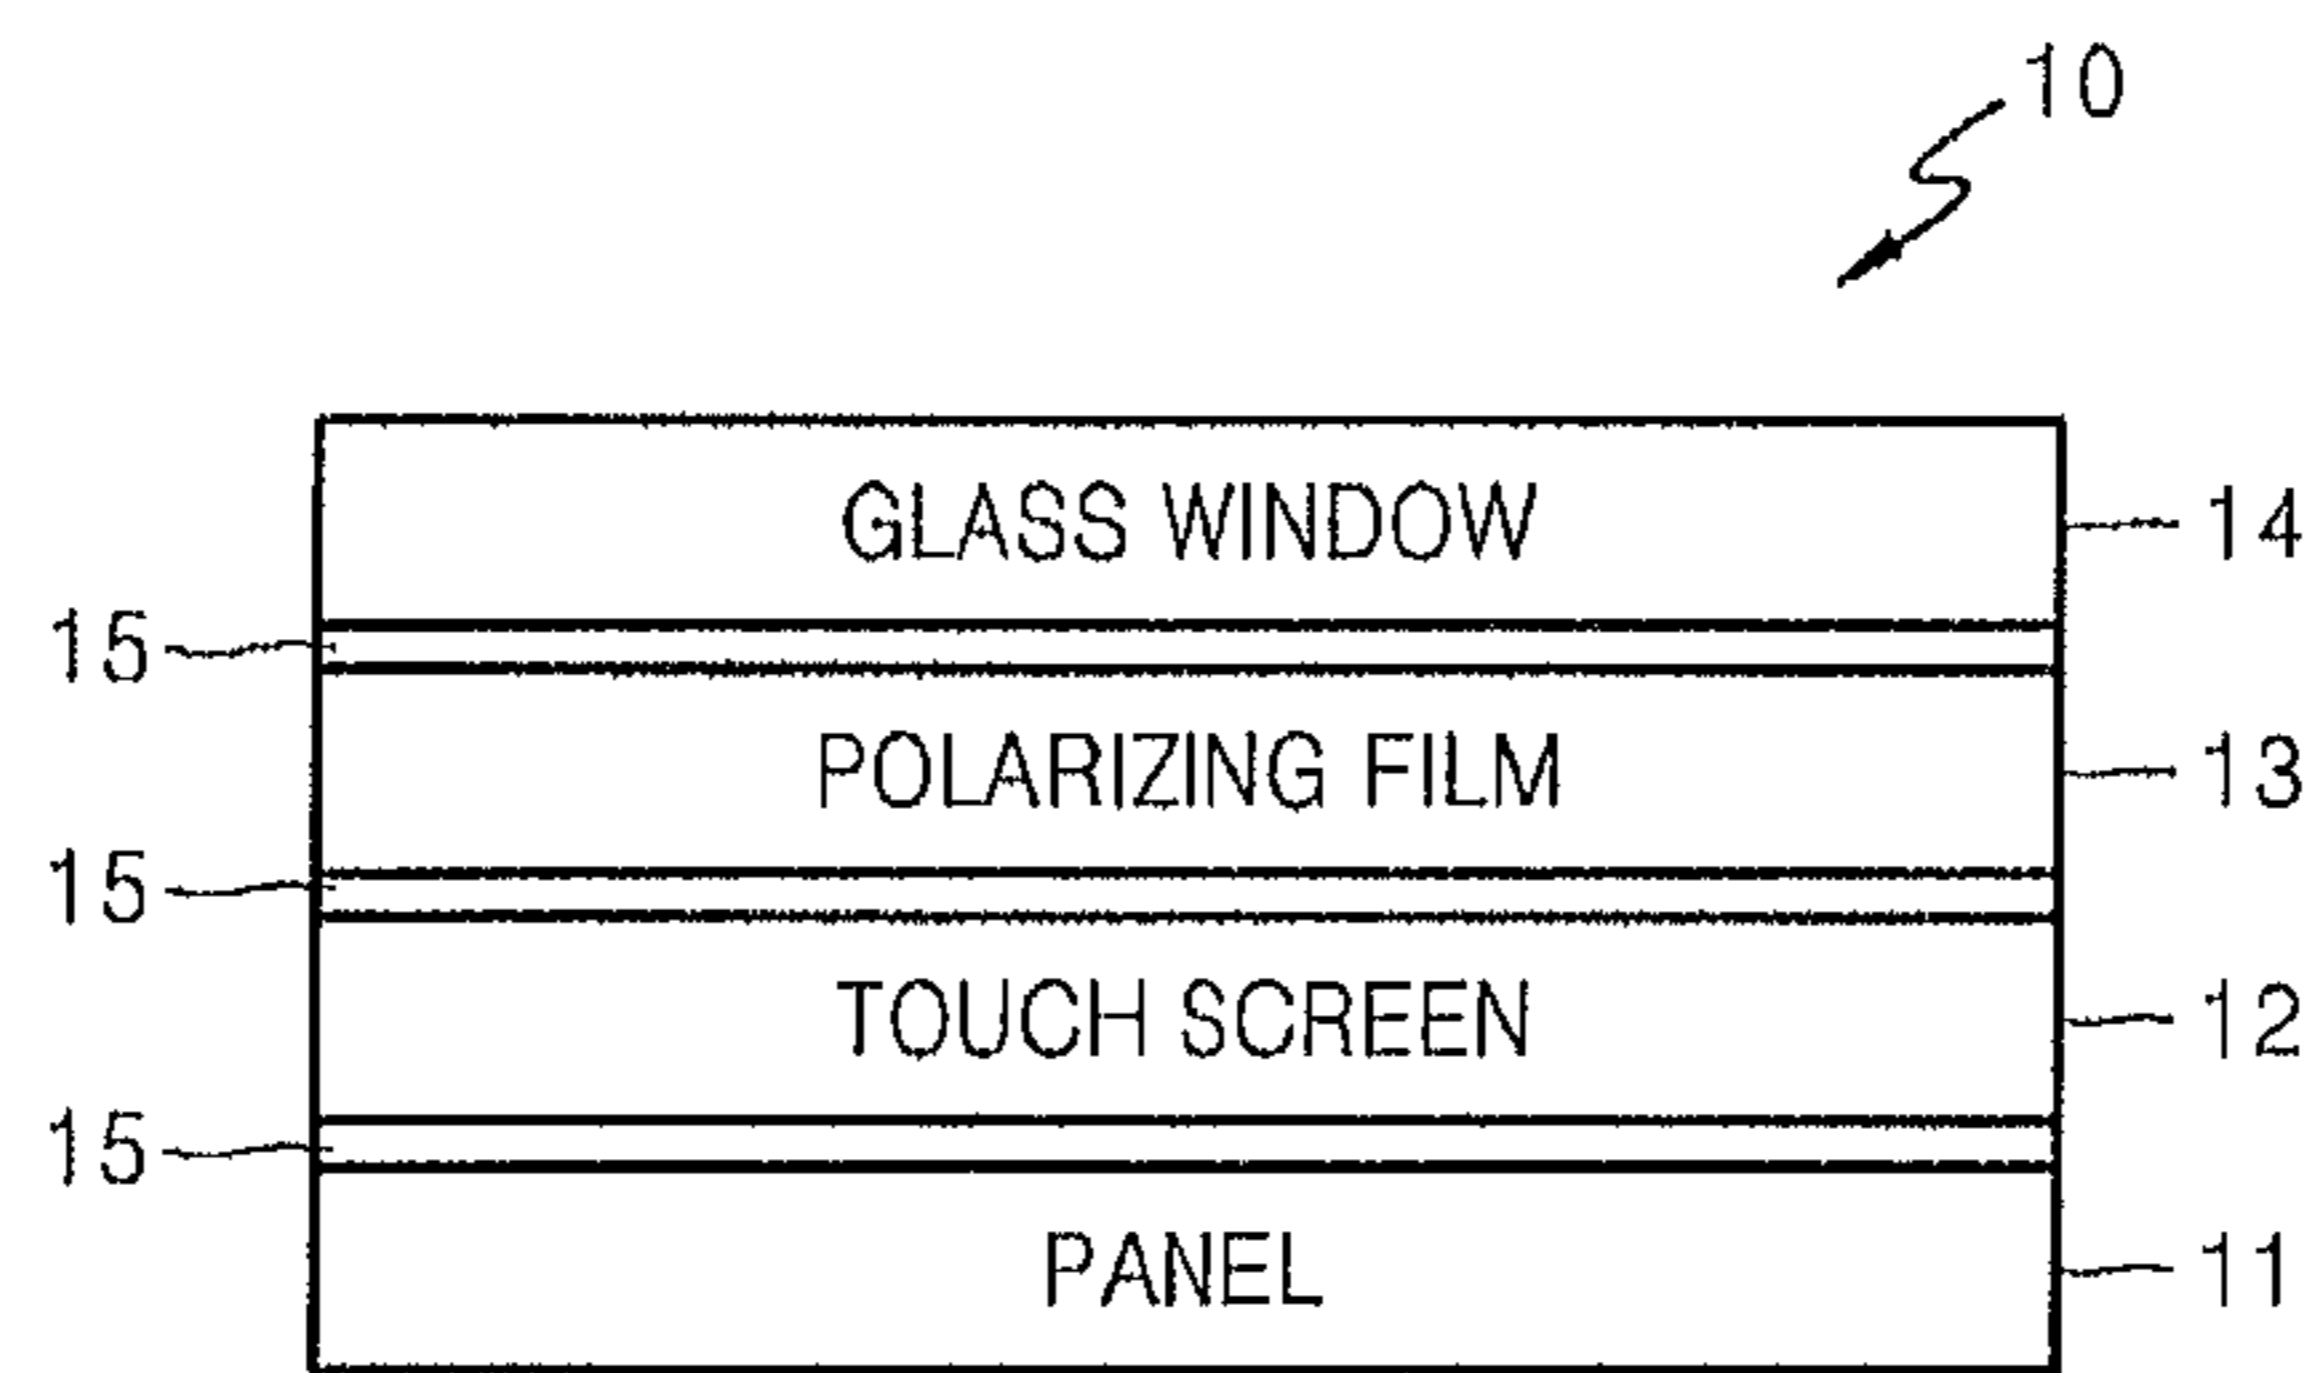 10
GLASS WINDOW 14
15
POLARIZING FILM 13
15
TOUCH SCREEN 12
15
PANEL 11